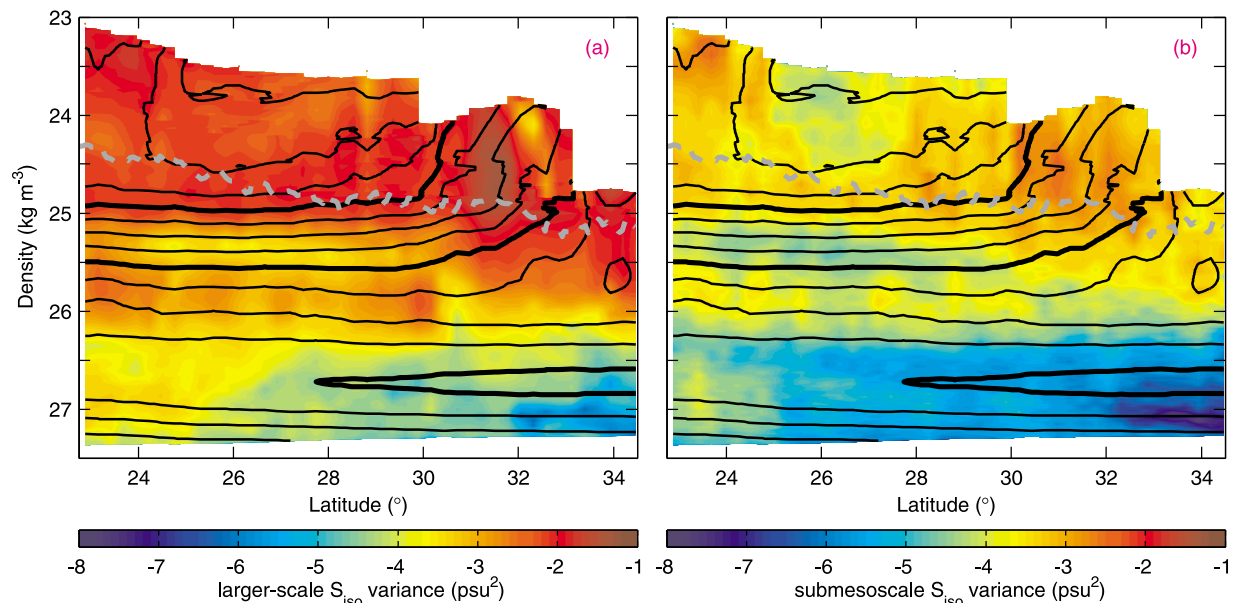 (a)
(b)
23
24
25
26
27
Density (kg m-3)
24 26 28 30 32 34
24 26 28 30 32 34
Latitude (°)
Latitude (°)
-8 -7 -6 -5 -4 -3 -2 -1
-8 -7 -6 -5 -4 -3 -2 -1
larger-scale Siso variance (psu2)
submesoscale Siso variance (psu2)